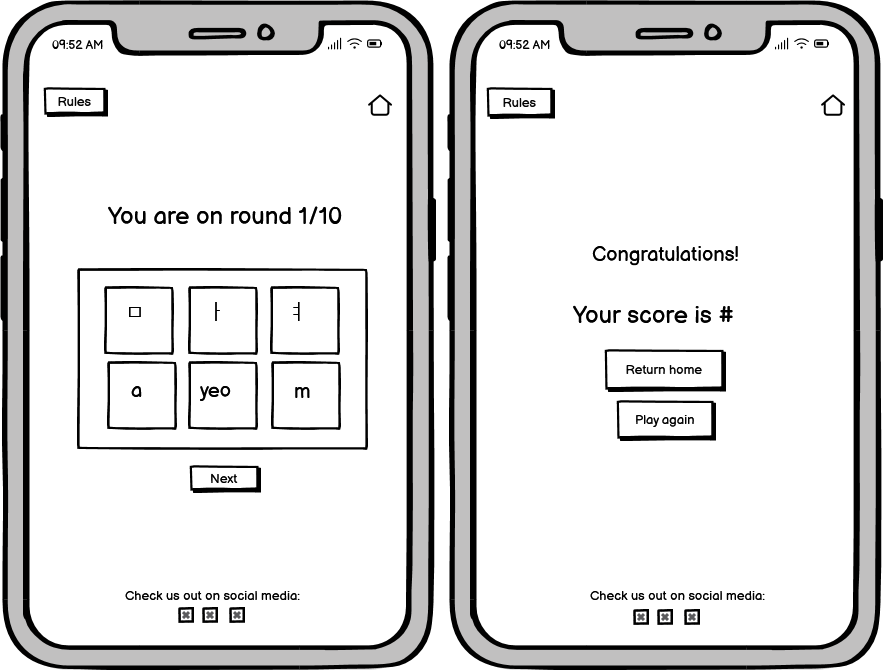 09:52 AM
Rules
You are on round 1/10
ㅁ ㅏ ㅕ
a yeo m
Next
Check us out on social media:
09:52 AM
Rules
Congratulations!
Your score is #
Return home
Play again
Check us out on social media: